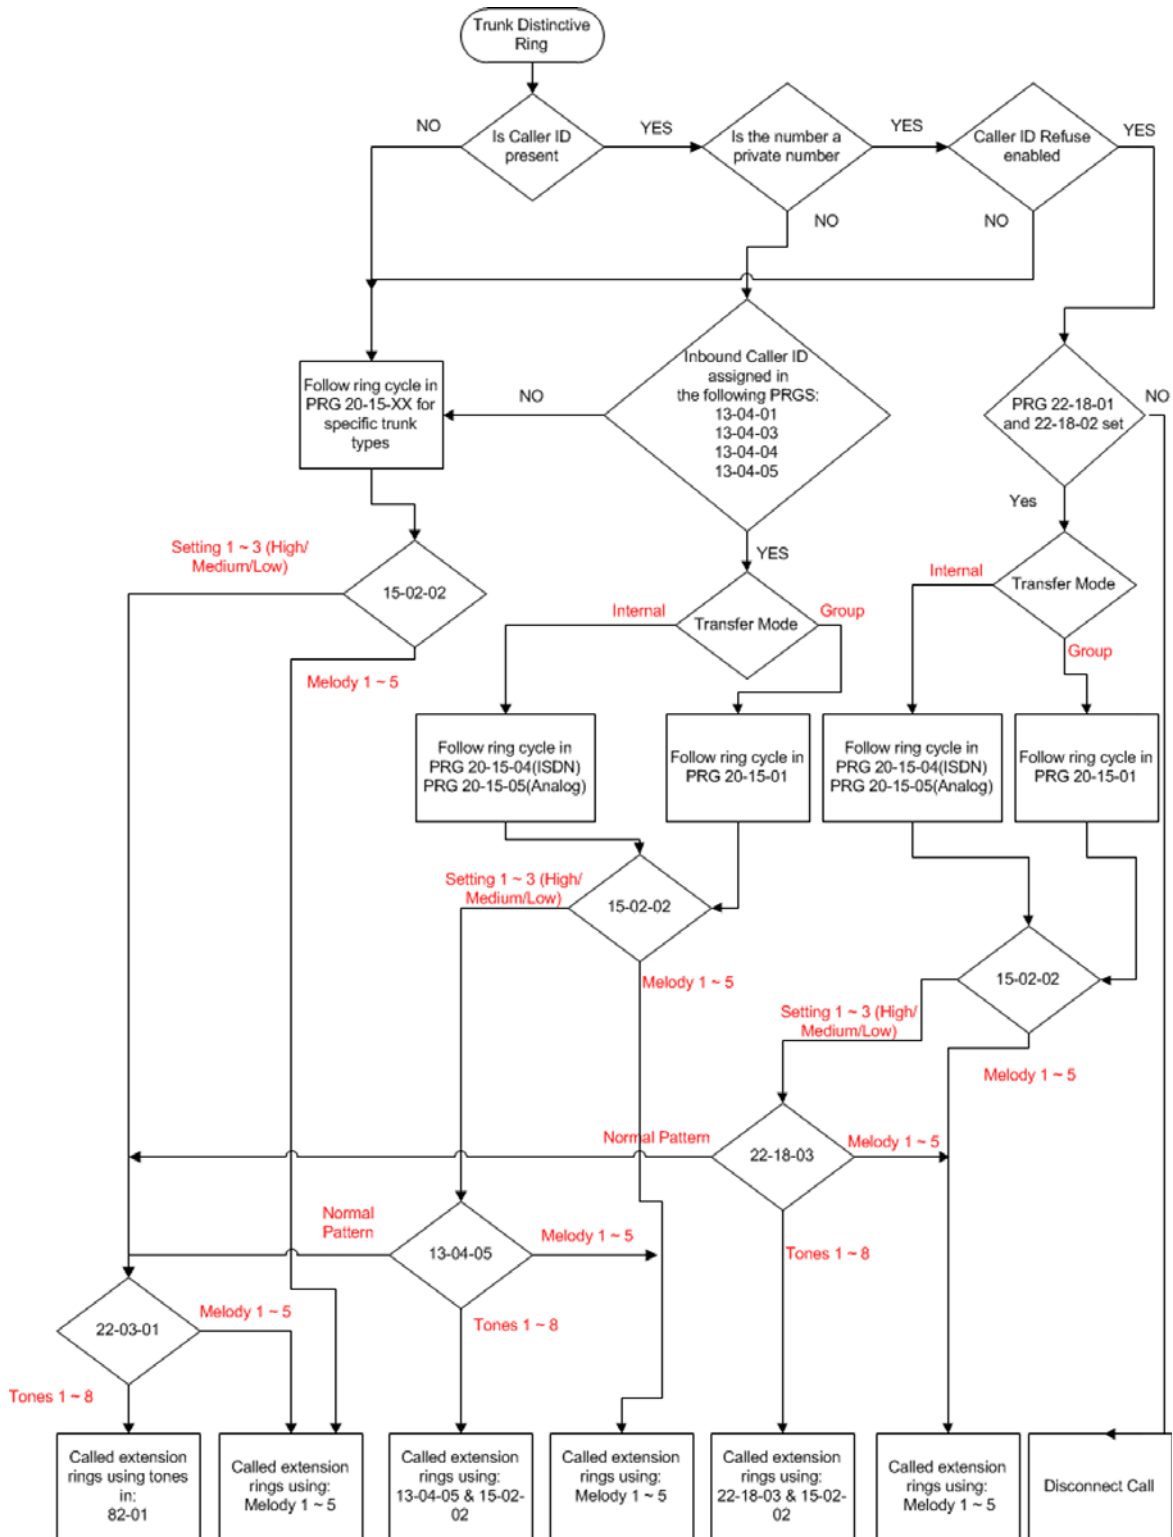 Trunk Distinctive
Ring
NO
Is Caller ID
present
YES
Is the number a
private number
YES
Caller ID Refuse
enabled
YES
NO
NO
Follow ring cycle in
PRG 20-15-XX for
specific trunk
types
NO
Inbound Caller ID
assigned in
the following PRGS:
13-04-01
13-04-03
13-04-04
13-04-05
PRG 22-18-01
and 22-18-02 set
NO
Yes
YES
Setting 1 ~ 3 (High/
Medium/Low)
15-02-02
Melody 1 ~ 5
Internal
Transfer Mode
Group
Internal
Transfer Mode
Group
Follow ring cycle in
PRG 20-15-04(ISDN)
PRG 20-15-05(Analog)
Follow ring cycle in
PRG 20-15-01
Follow ring cycle in
PRG 20-15-04(ISDN)
PRG 20-15-05(Analog)
Follow ring cycle in
PRG 20-15-01
Setting 1 ~ 3 (High/
Medium/Low)
15-02-02
Melody 1 ~ 5
15-02-02
Setting 1 ~ 3 (High/
Medium/Low)
Melody 1 ~ 5
Normal Pattern
22-18-03
Melody 1 ~ 5
Tones 1 ~ 8
Normal
Pattern
13-04-05
Melody 1 ~ 5
Tones 1 ~ 8
22-03-01
Melody 1 ~ 5
Tones 1 ~ 8
Called extension
rings using tones
in:
82-01
Called extension
rings using:
Melody 1 ~ 5
Called extension
rings using:
13-04-05 & 15-02-
02
Called extension
rings using:
Melody 1 ~ 5
Called extension
rings using:
22-18-03 & 15-02-
02
Called extension
rings using:
Melody 1 ~ 5
Disconnect Call